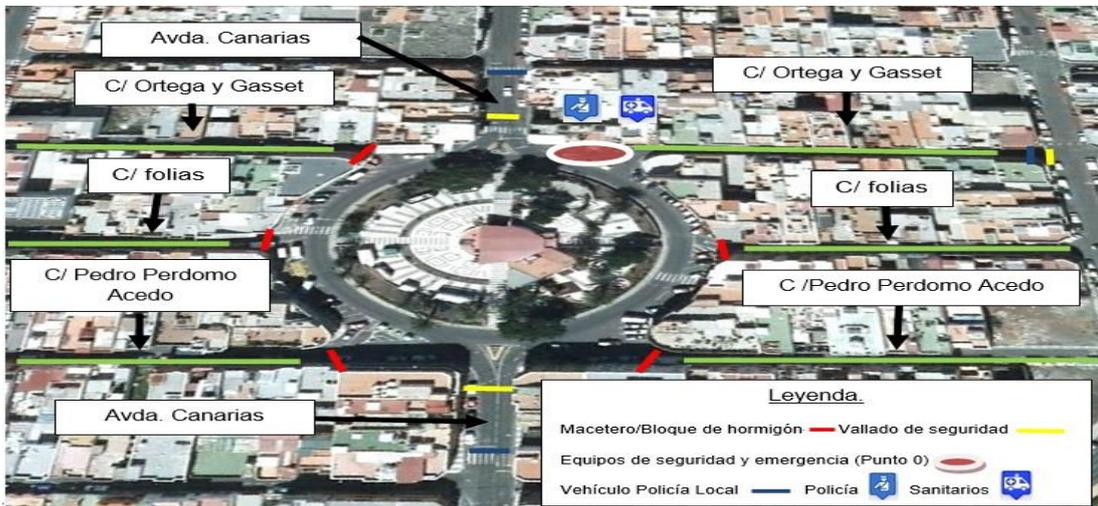 Avda. Canarias
C/ Ortega y Gasset
C/ Ortega y Gasset
C/ folias
C/ folias
C/ Pedro Perdomo
Acedo
C /Pedro Perdomo Acedo
Avda. Canarias
Leyenda.
Macetero/Bloque de hormigón Vallado de seguridad
Equipos de seguridad y emergencia (Punto 0)
Vehículo Policía Local Policía Sanitarios